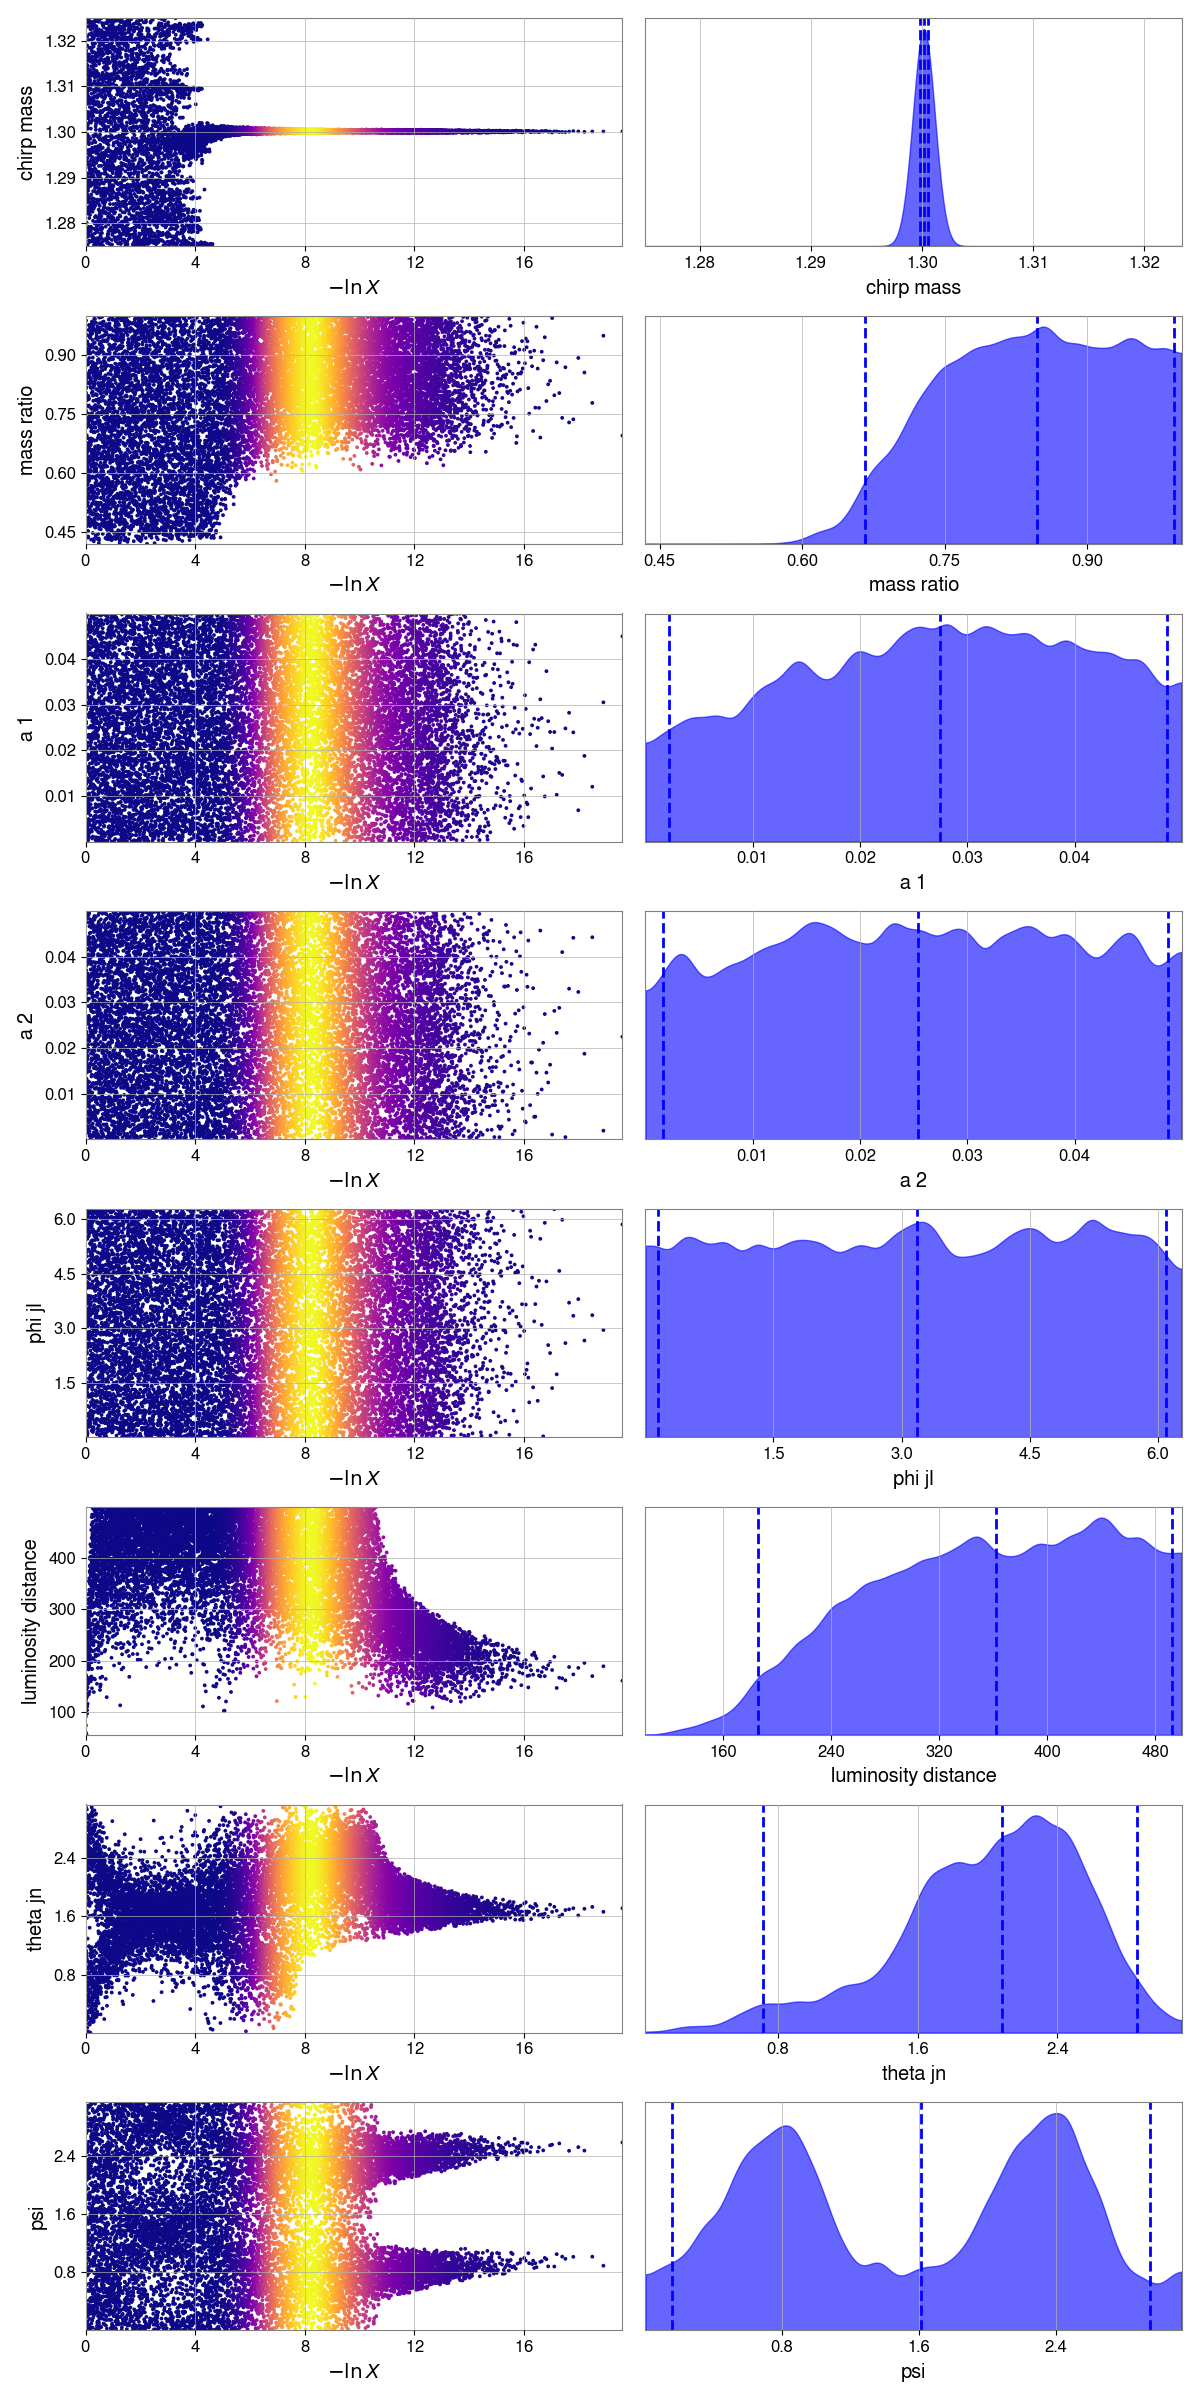 1.32
1.31
1.30
1.29
1.28
chirp mass
0 4 8 12 16
−ln X
1.28 1.29 1.30 1.31 1.32
chirp mass
0.90
0.75
0.60
0.45
mass ratio
0 4 8 12 16
−ln X
0.45 0.60 0.75 0.90
mass ratio
0.04
0.03
0.02
0.01
a 1
0 4 8 12 16
−ln X
0.01 0.02 0.03 0.04
a 1
0.04
0.03
0.02
0.01
a 2
0 4 8 12 16
−ln X
0.01 0.02 0.03 0.04
a 2
6.0
4.5
3.0
1.5
phi jl
0 4 8 12 16
−ln X
1.5 3.0 4.5 6.0
phi jl
400
300
200
100
luminosity distance
0 4 8 12 16
−ln X
160 240 320 400 480
luminosity distance
2.4
1.6
0.8
theta jn
0 4 8 12 16
−ln X
0.8 1.6 2.4
theta jn
2.4
1.6
0.8
psi
0 4 8 12 16
−ln X
0.8 1.6 2.4
psi